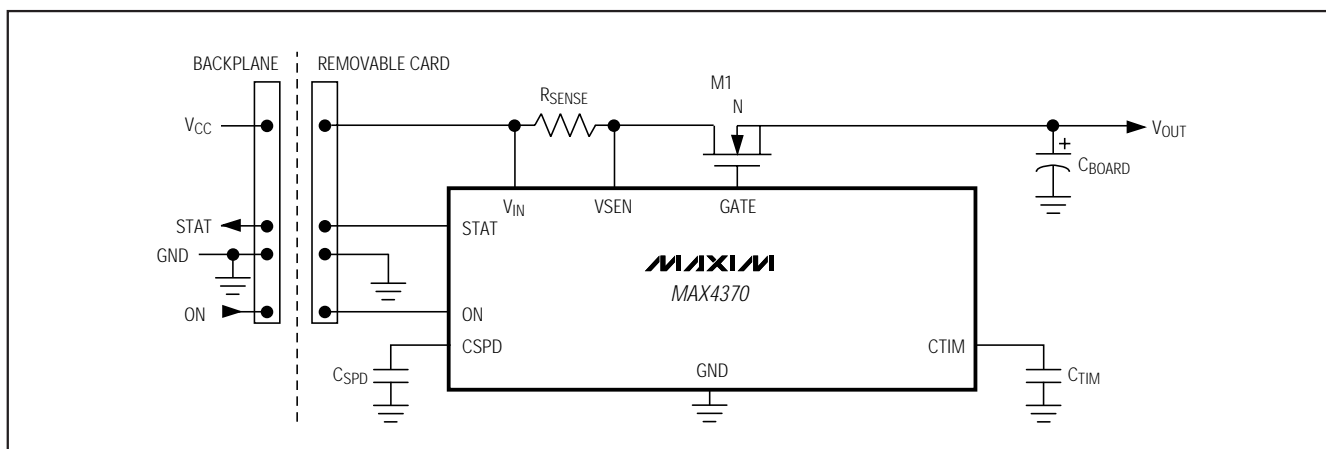 BACKPLANE
REMOVABLE CARD
M1
RSENSE
N
VCC
VOUT
+
CBOARD
VIN
VSEN
GATE
STAT
STAT
GND
MAXIM
MAX4370
ON
ON
CSPD
CTIM
CSPD
GND
CTIM